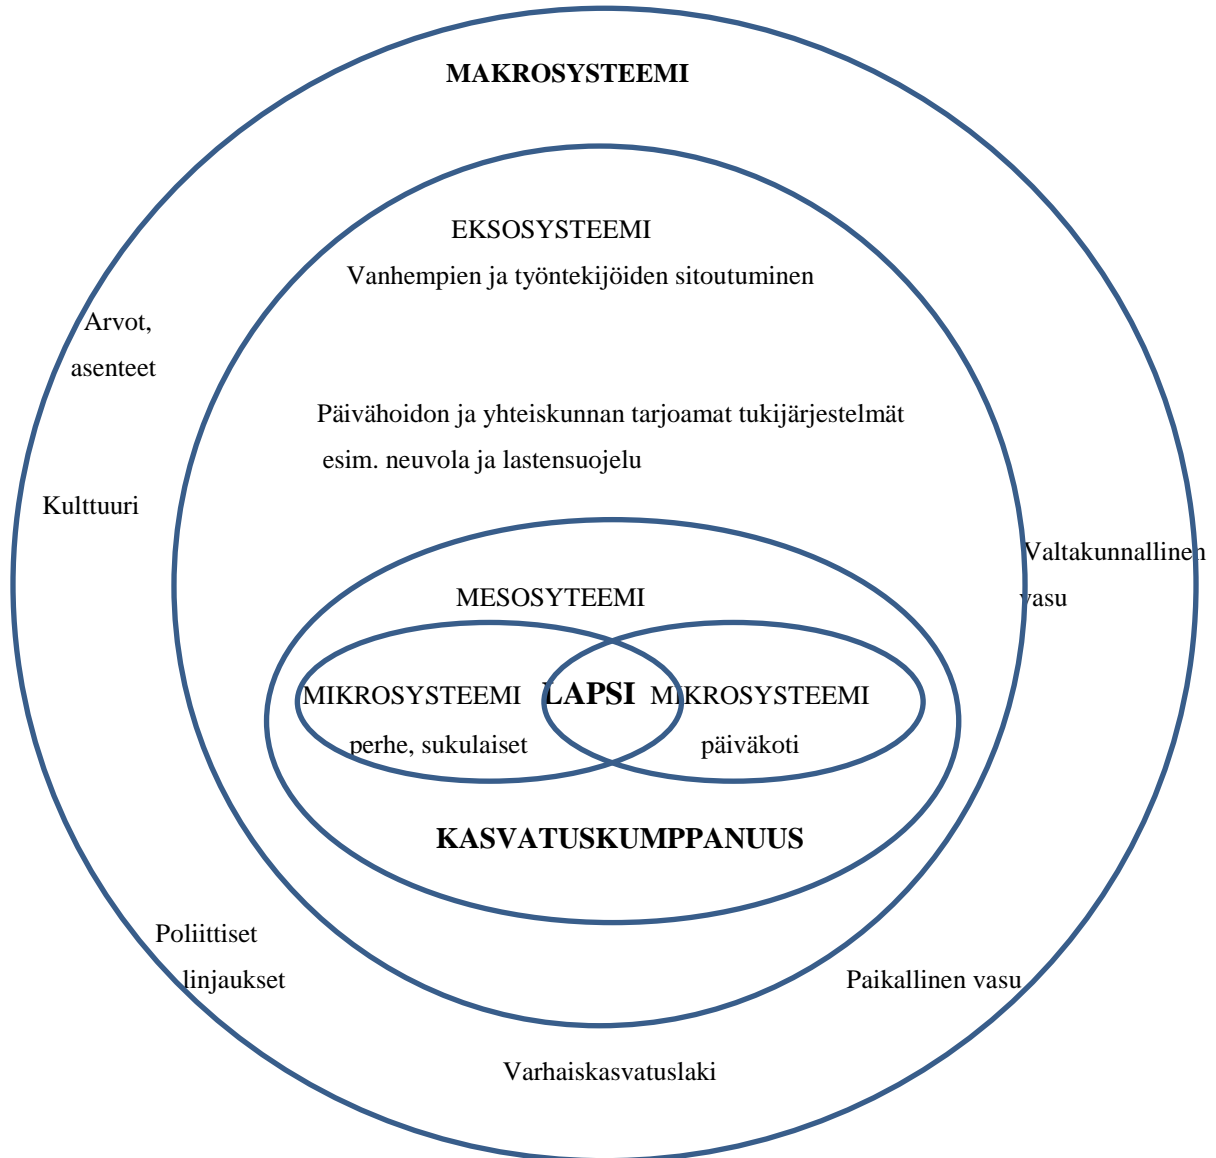 MAKROSYSTEEMI
EKSOSYSTEEMI
Vanhempien ja työntekijöiden sitoutuminen
Arvot,
asenteet
Päivähoidon ja yhteiskunnan tarjoamat tukijärjestelmät
esim. neuvola ja lastensuojelu
Kulttuuri
Valtakunnallinen
vasu
MESOSYTEEMI
MIKROSYSTEEMI LAPSI MIKROSYSTEEMI
perhe, sukulaiset päiväkoti
KASVATUSKUMPPANUUS
Poliittiset
linjaukset
Paikallinen vasu
Varhaiskasvatuslaki